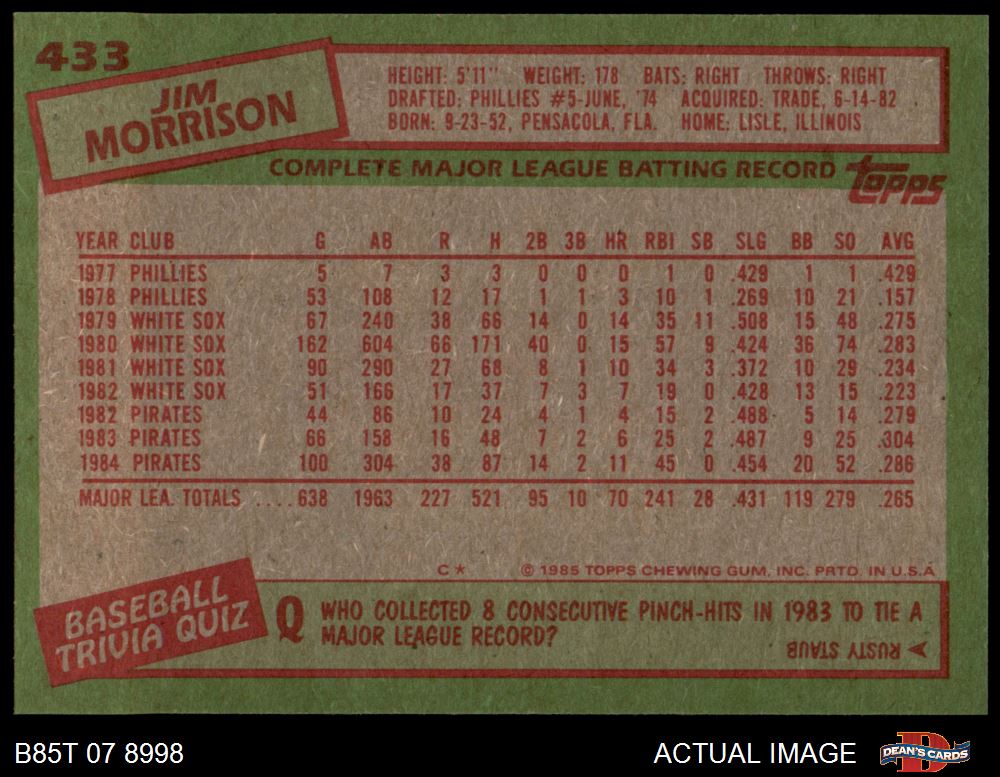 433
JIM
MORRISON
HEIGHT: 5'11" WEIGHT: 178 BATS: RIGHT THROWS: RIGHT
DRAFTED: PHILLIES #5-JUNE, '74 ACQUIRED: TRADE, 6-14-82
BORN: 9-23-52, PENSACOLA, FLA. HOME: LISLE, ILLINOIS
COMPLETE MAJOR LEAGUE BATTING RECORD topps
YEAR CLUB G AB R H 2B 3B HR RBI SB SLG BB SO AVG
1977 PHILLIES 5 7 3 3 0 0 0 1 0 .429 1 1 .429
1978 PHILLIES 53 108 12 17 1 1 3 10 1 .269 10 21 .157
1979 WHITE SOX 67 240 38 66 14 0 14 35 11 .508 15 48 .275
1980 WHITE SOX 162 604 66 171 40 0 15 57 9 .424 36 74 .283
1981 WHITE SOX 90 290 27 68 8 1 10 34 3 .372 10 29 .234
1982 WHITE SOX 51 166 17 37 7 3 7 19 0 .428 13 15 .223
1982 PIRATES 44 86 10 24 4 1 4 15 2 .488 5 14 .279
1983 PIRATES 66 158 16 48 7 2 6 25 2 .487 9 25 .304
1984 PIRATES 100 304 38 87 14 2 11 45 0 .454 20 52 .286
MAJOR LEA. TOTALS ....638 1963 227 521 95 10 70 241 28 .431 119 279 .265
C* © 1985 TOPPS CHEWING GUM, INC. PRTD. IN U.S.A
BASEBALL
TRIVIA QUIZ
Q WHO COLLECTED 8 CONSECUTIVE PINCH-HITS IN 1983 TO TIE A
MAJOR LEAGUE RECORD?
RUSTY STAUB
B85T 07 8998
ACTUAL IMAGE
D
DEAN'S CARDS